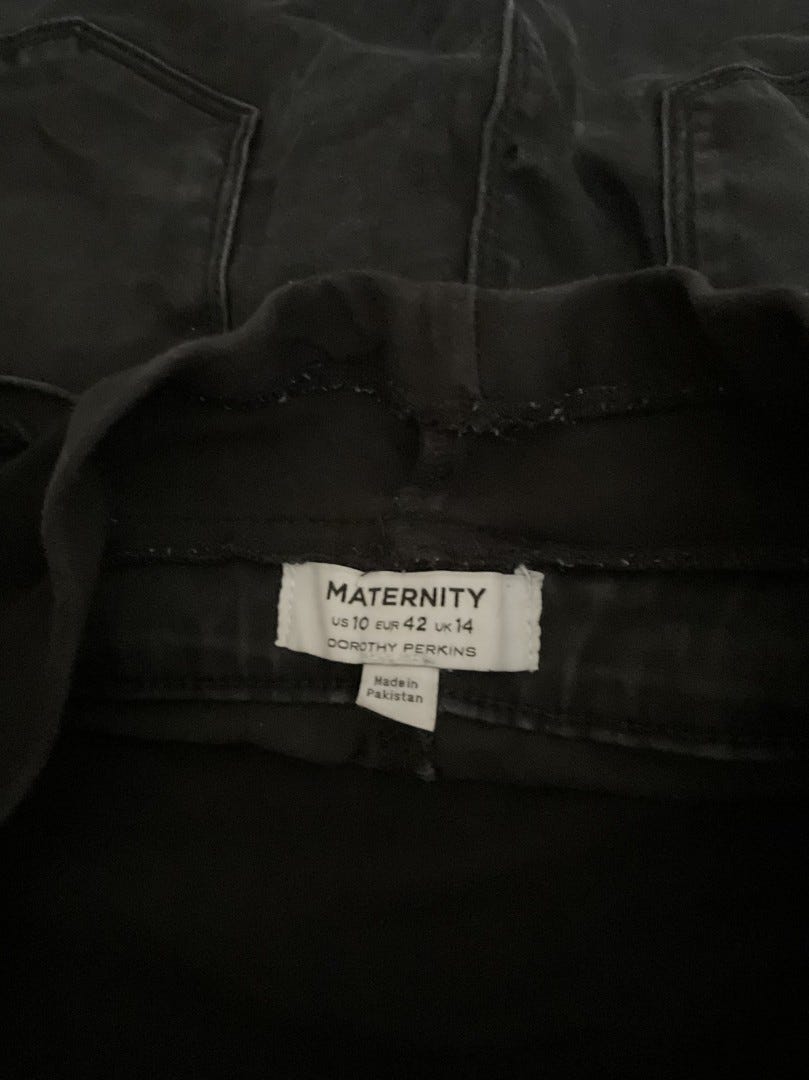 MATERNITY
US 10 EUR 42 UK 14
DOROTHY PERKINS
Made in
Pakistan